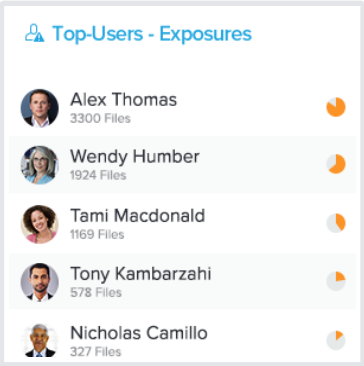 Top-Users - Exposures
Alex Thomas
3300 Files
Wendy Humber
1924 Files
Tami Macdonald
1169 Files
Tony Kambarzahi
578 Files
Nicholas Camillo
327 Files